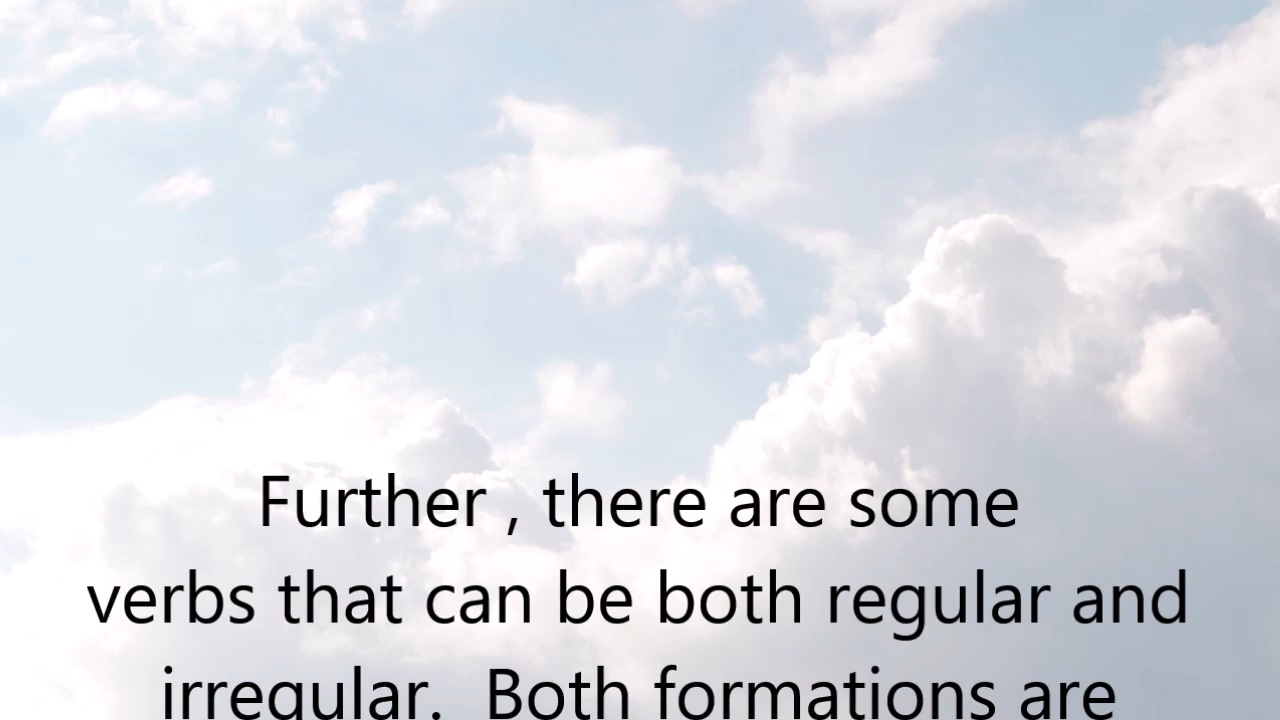 Further , there are some
verbs that can be both regular and
irregular.  Both formations are